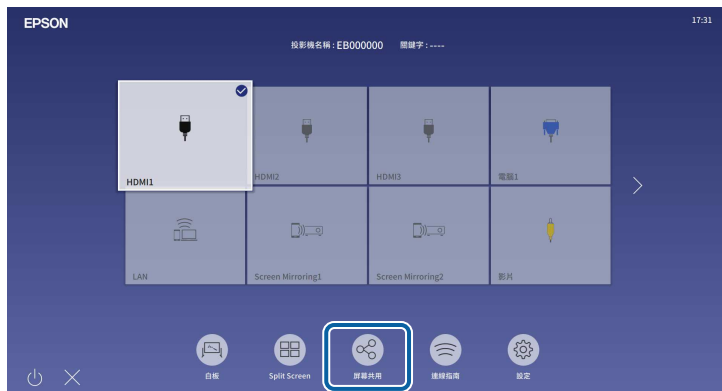 EPSON
17:31
投影機名稱 : EB000000 關鍵字 : ----
HDMI1
HDMI2
HDMI3
電腦1
LAN
Screen Mirroring1
Screen Mirroring2
影片
白板
Split Screen
屏幕共用
連線指南
設定